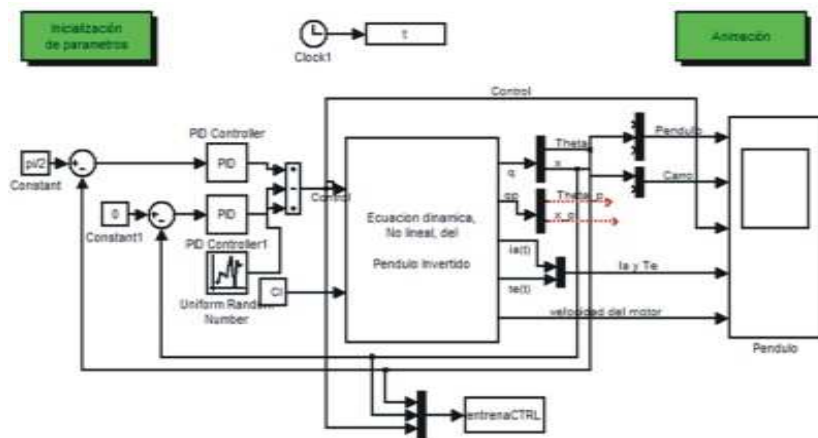 Inicialización
de parametros
t
Clock1
Animación
Control
PID Controller
pi/2
PID
Constant
0
PID
Constant1
PID Controller1
Control
CI
Uniform Random
Number
Ecuacion dinamica,
No lineal, del
Pendulo Invertido
q
Theta
x
qp
Theta_p
x_p
ia(t)
te(t)
Pendulo
Carro
Ia y Te
velocidad del motor
Pendulo
entrenaCTRL